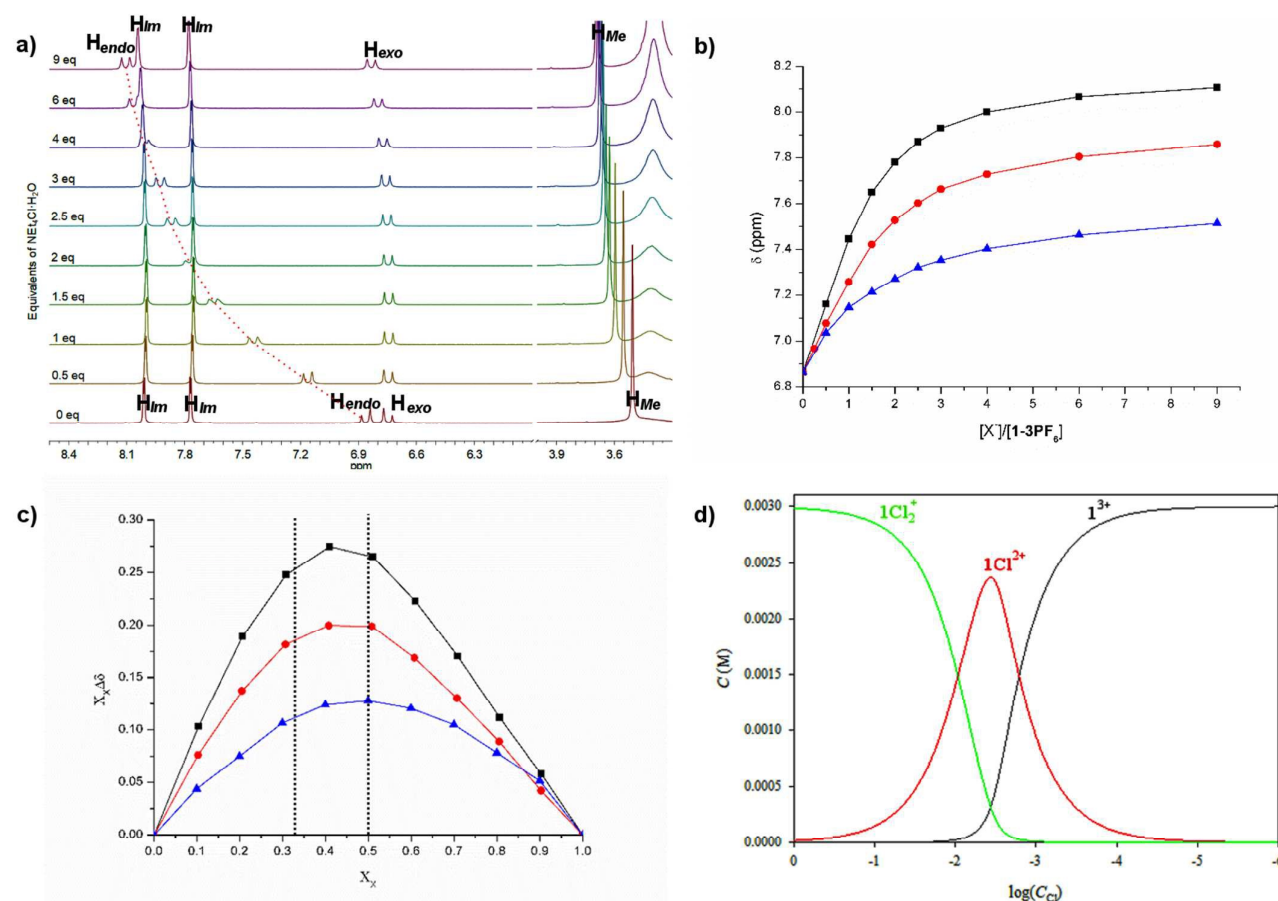 a)
H_Im H_Im H_Me
H_endo H_exo
9 eq
6 eq
4 eq
3 eq
2.5 eq
2 eq
1.5 eq
1 eq
0.5 eq
0 eq
H_Im H_Im H_endo H_exo H_Me
Equivalents of NEt₄Cl·H₂O
8.4 8.1 7.8 7.5 7.2 6.9 6.6 6.3 6.0 3.9 3.6
ppm
b)
8.2
8.0
7.8
7.6
7.4
7.2
7.0
6.8
δ (ppm)
0 1 2 3 4 5 6 7 8 9
[X⁻]/[1-3PF₆]
c)
0.30
0.25
0.20
0.15
0.10
0.05
0.00
X_XΔδ
0.0 0.1 0.2 0.3 0.4 0.5 0.6 0.7 0.8 0.9 1.0
X_X
d)
1Cl₂⁺ 1³⁺
1Cl²⁺
0.0030
0.0025
0.0020
0.0015
0.0010
0.0005
0.0000
C (M)
0 -1 -2 -3 -4 -5
log(C_Cl)